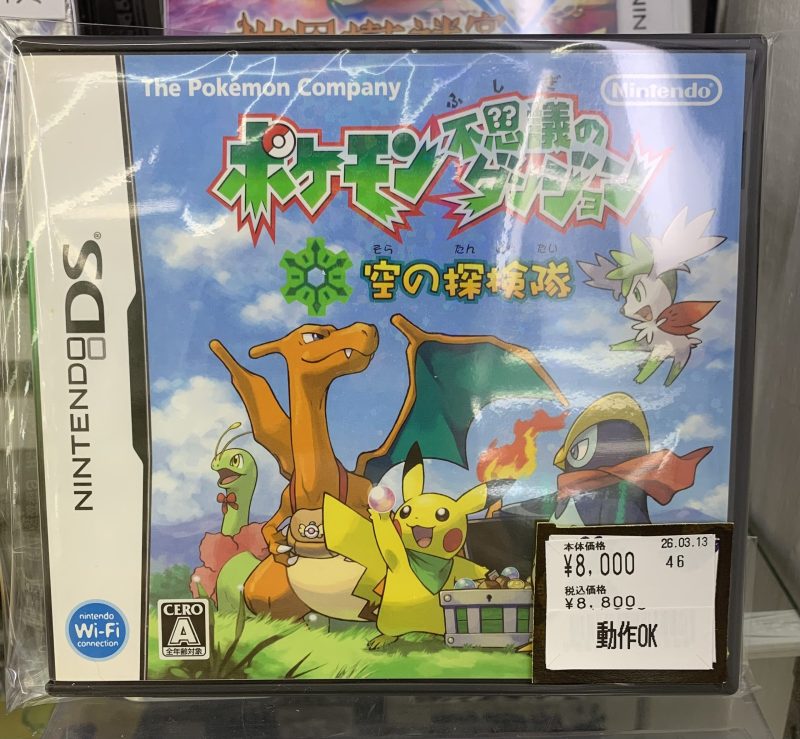 The Pokémon Company
Nintendo
ふしぎ
ポケモン不思議の
ダンジョン
そら たん たい
空の探検隊
NINTENDO DS
nintendo
Wi-Fi
connection
CERO
A
全年齢対象
本体価格 26.03.13
¥8,000 46
税込価格
¥8,800
動作OK